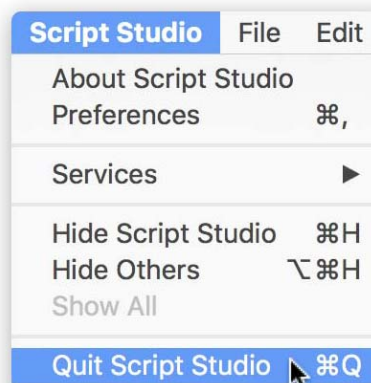 Script Studio File Edit
About Script Studio
Preferences ⌘,
Services ▶
Hide Script Studio ⌘H
Hide Others ⌥⌘H
Show All
Quit Script Studio ⌘Q